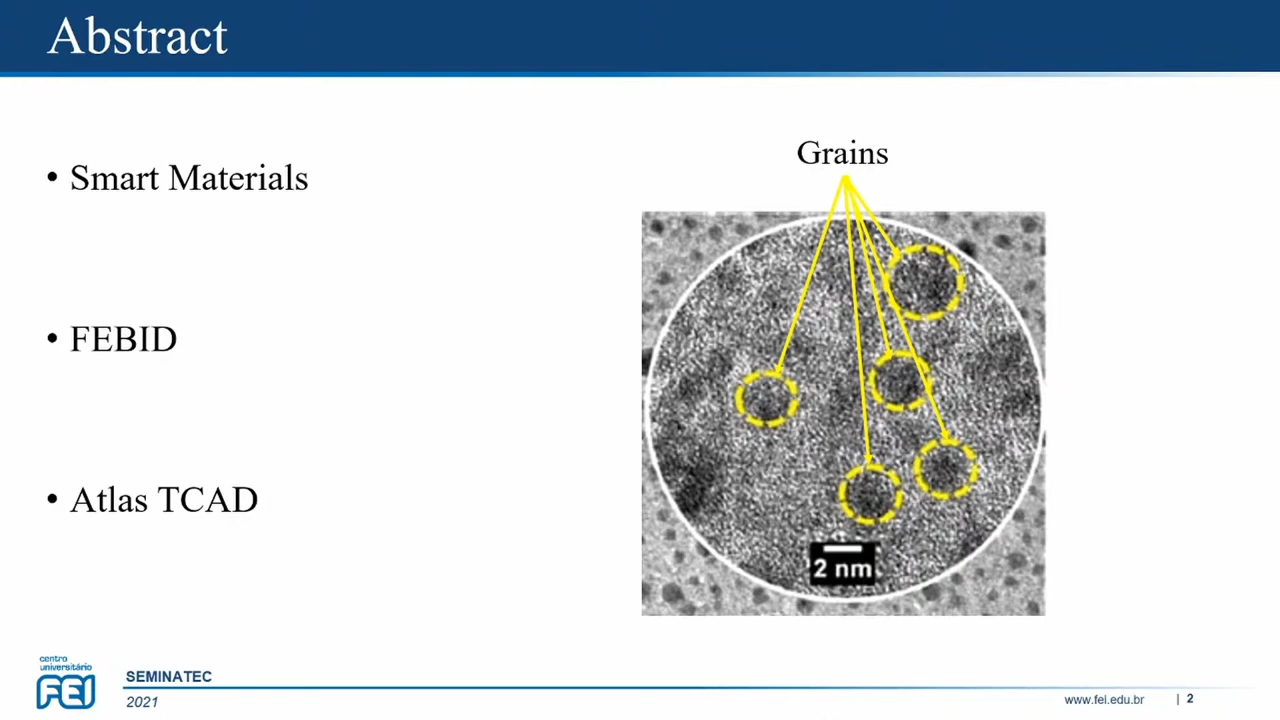 Abstract
• Smart Materials
• FEBID
• Atlas TCAD
Grains
2 nm
centro
universitário
FEI
SEMINATEC
2021
www.fei.edu.br | 2